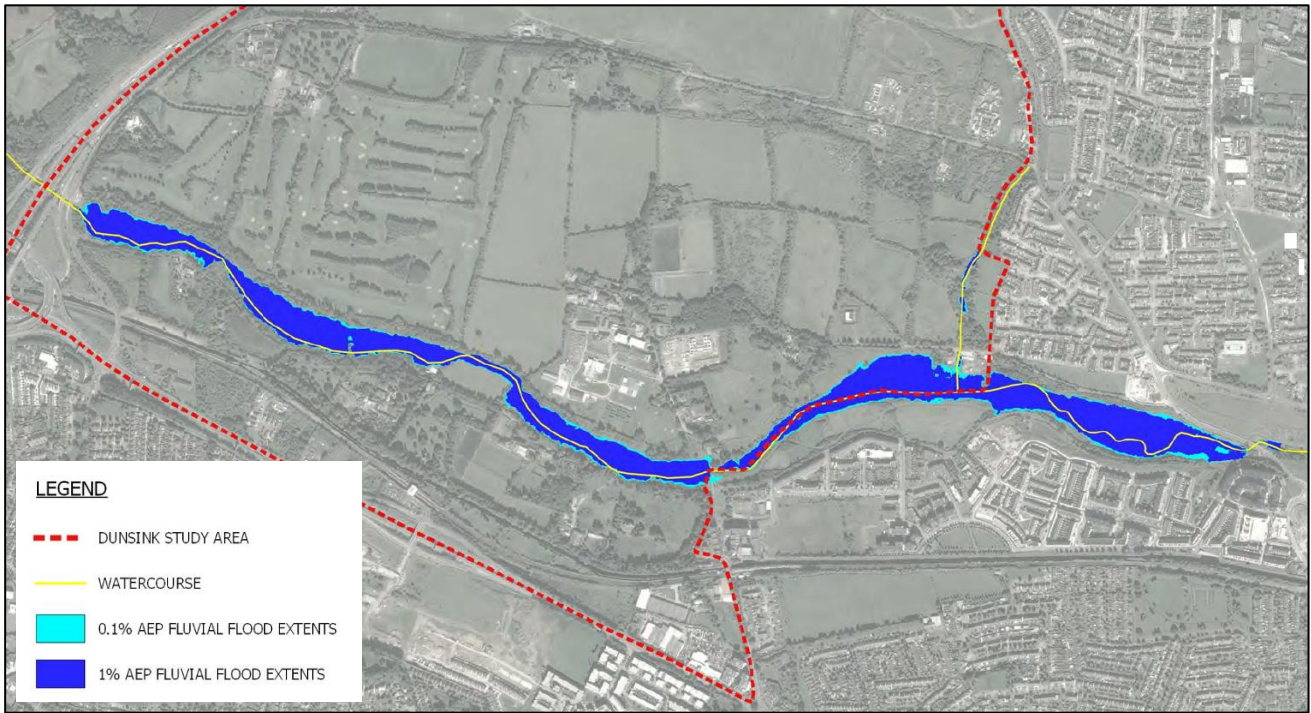 LEGEND
DUNSINK STUDY AREA
WATERCOURSE
0.1% AEP FLUVIAL FLOOD EXTENTS
1% AEP FLUVIAL FLOOD EXTENTS